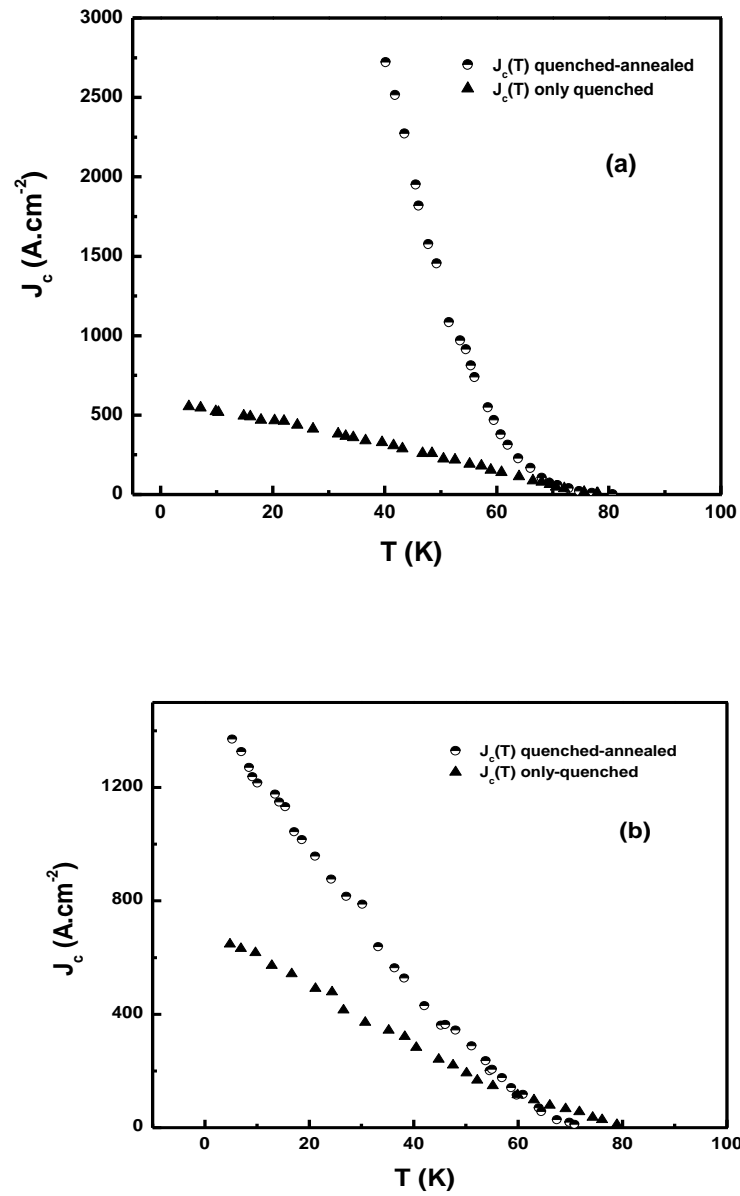 3000
2500
2000
1500
1000
500
0
J_c (A.cm^-2)
J_c(T) quenched-annealed
J_c(T) only quenched
(a)
0 20 40 60 80 100
T (K)
1200
800
400
0
J_c (A.cm^-2)
J_c(T) quenched-annealed
J_c(T) only-quenched
(b)
0 20 40 60 80 100
T (K)